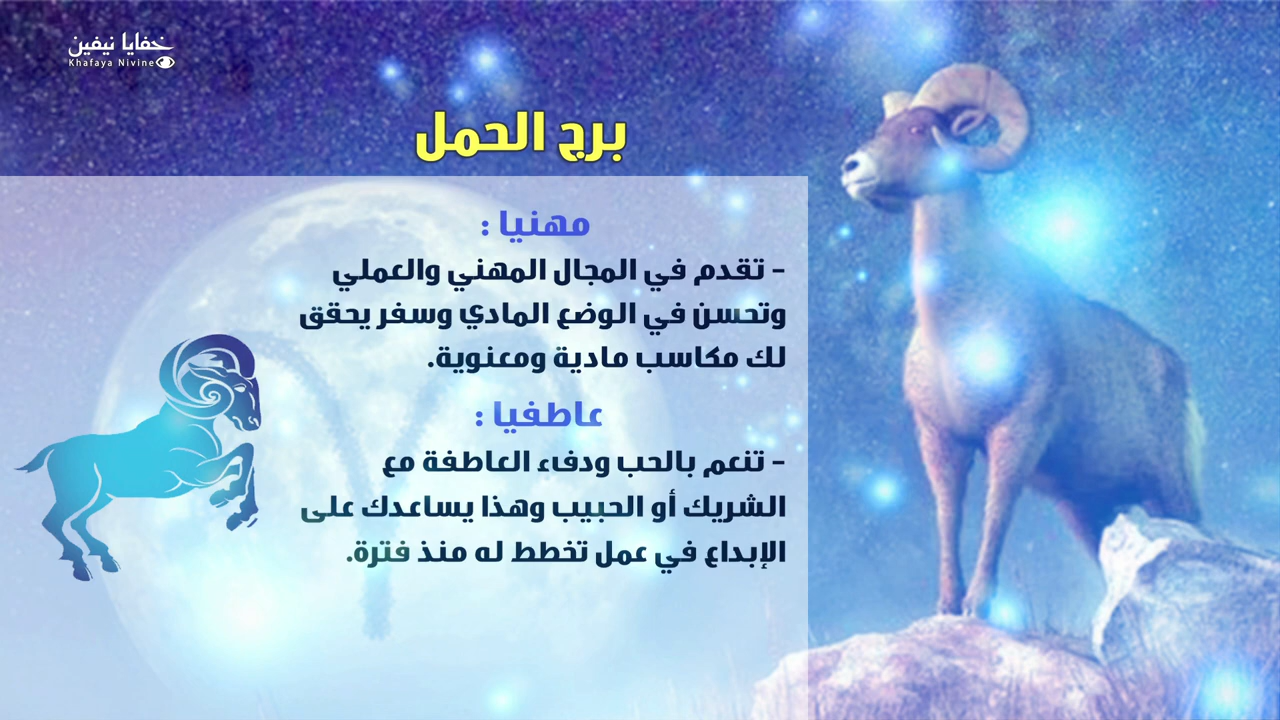 خفايا نيفين
Khafaya Nivine
برج الحمل
مهنيا :
- تقدم في المجال المهني والعملي
وتحسن في الوضع المادي وسفر يحقق
لك مكاسب مادية ومعنوية.
عاطفيا :
- تنعم بالحب ودفء العاطفة مع
الشريك أو الحبيب وهذا يساعدك على
الإبداع في عمل تخطط له منذ فترة.